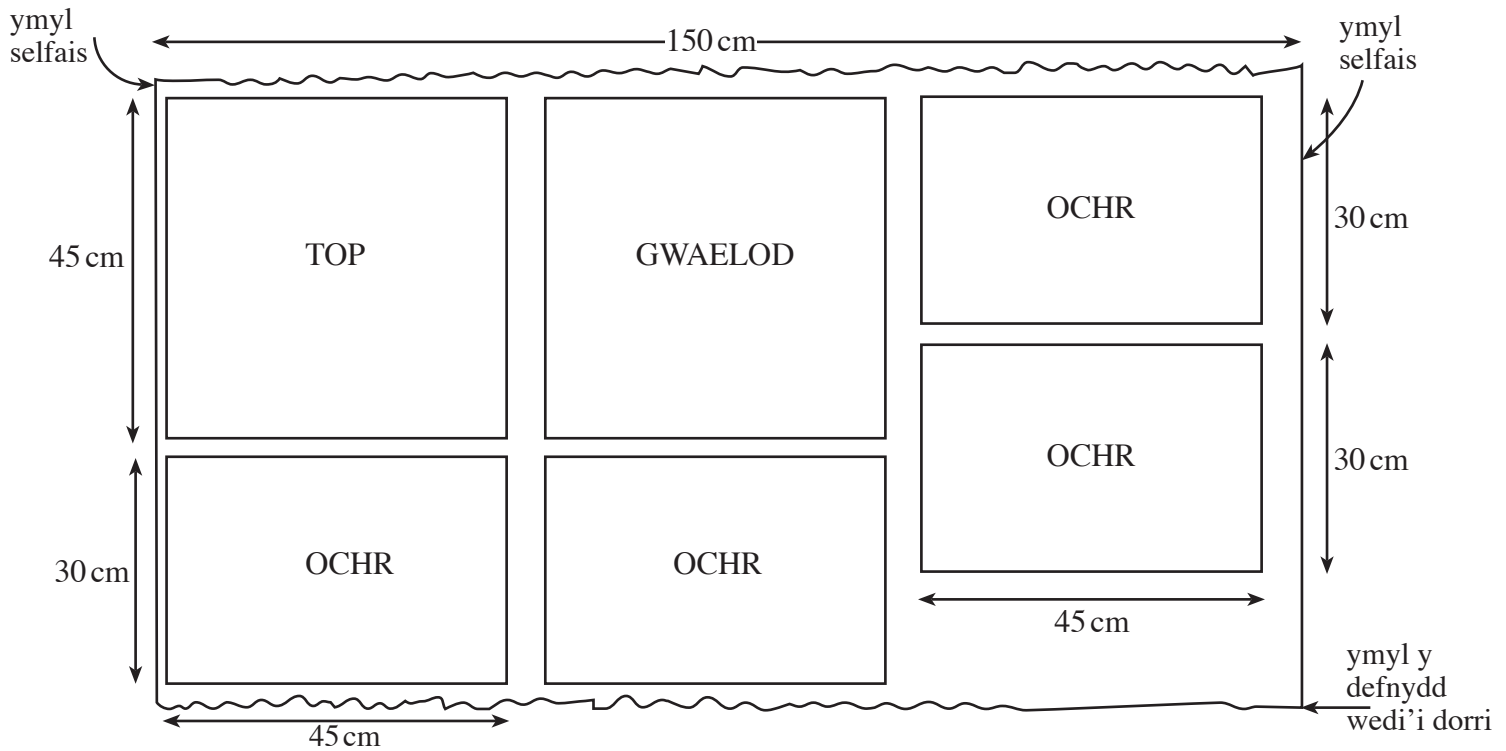 ymyl
selfais
150 cm
ymyl
selfais
45 cm
TOP
GWAELOD
OCHR
30 cm
OCHR
30 cm
30 cm
OCHR
OCHR
45 cm
45 cm
ymyl y
defnydd
wedi’i dorri